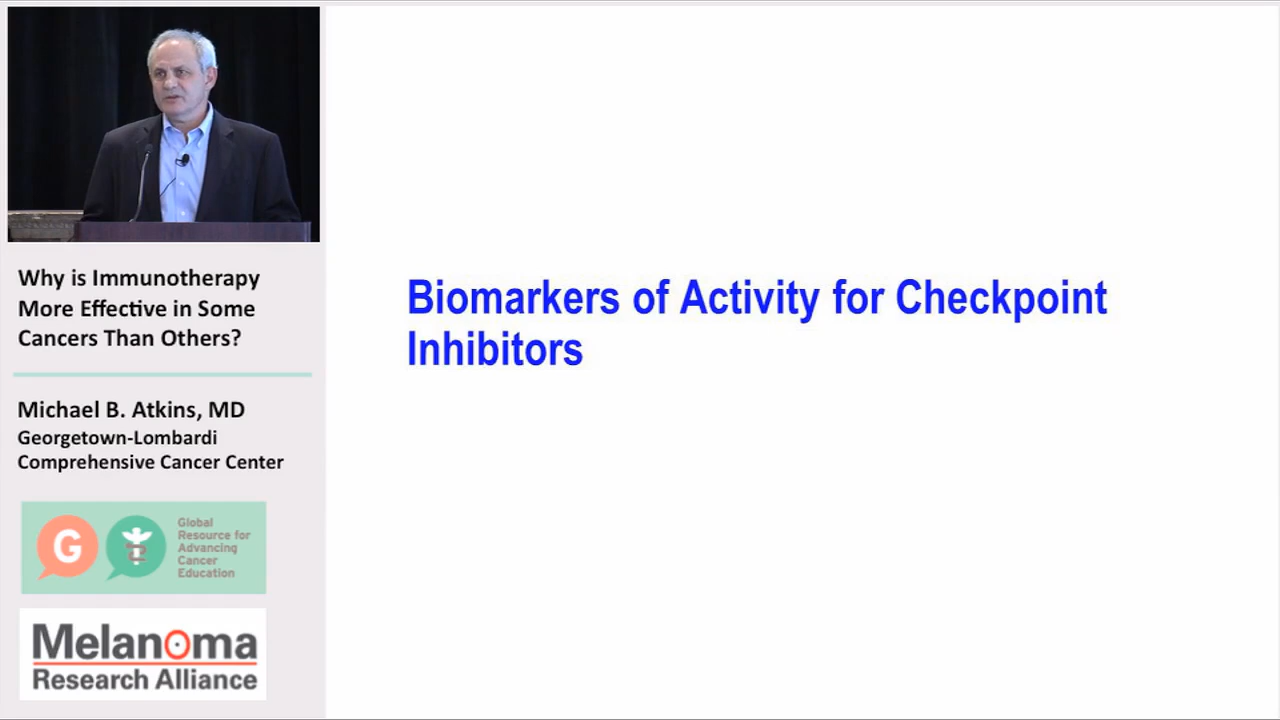 Why is Immunotherapy
More Effective in Some
Cancers Than Others?
Michael B. Atkins, MD
Georgetown-Lombardi
Comprehensive Cancer Center
G
Global
Resource for
Advancing
Cancer
Education
Melanoma
Research Alliance
Biomarkers of Activity for Checkpoint
Inhibitors